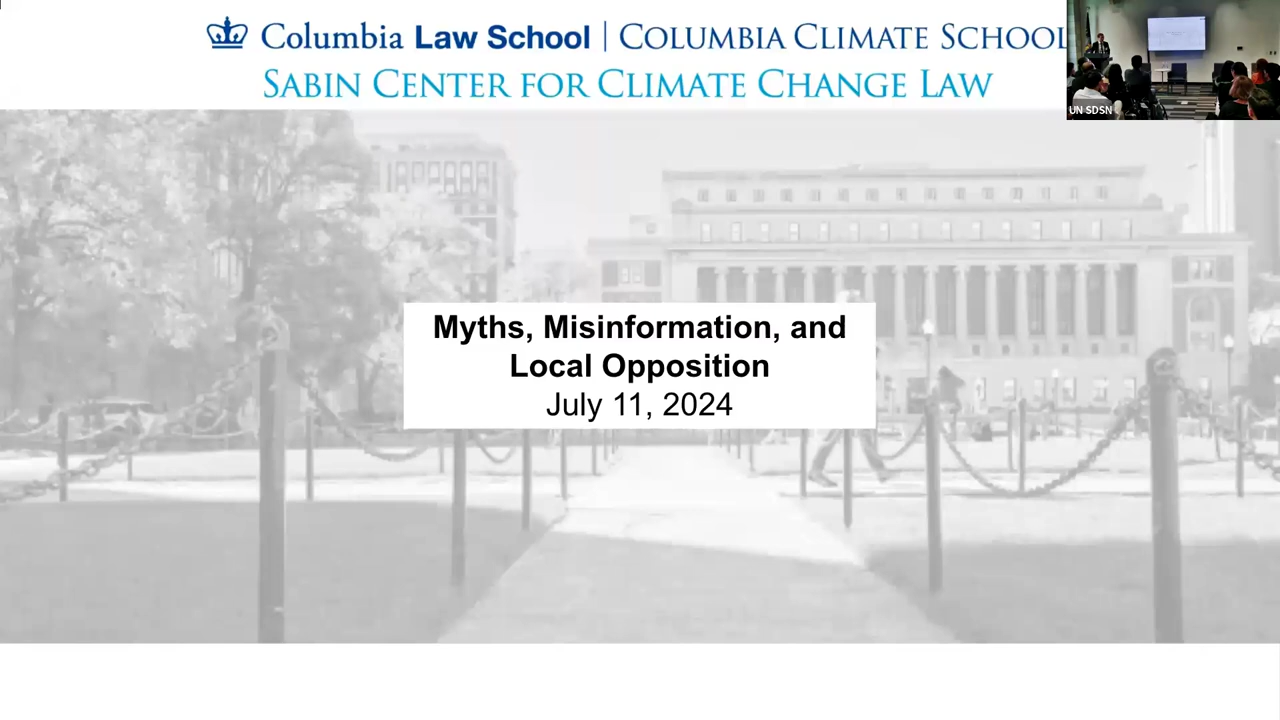 Columbia Law School | COLUMBIA CLIMATE SCHOOL
SABIN CENTER FOR CLIMATE CHANGE LAW
UN SDSN
Myths, Misinformation, and
Local Opposition
July 11, 2024